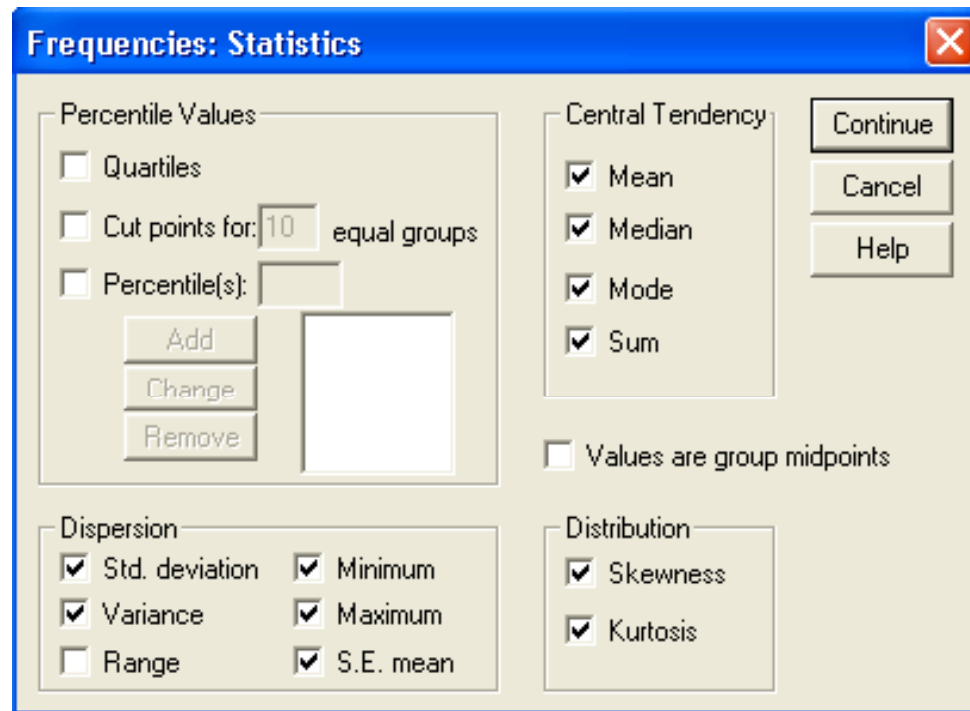 Frequencies: Statistics
Percentile Values
Quartiles
Cut points for: 10 equal groups
Percentile(s):
Add
Change
Remove
Central Tendency
Mean
Median
Mode
Sum
Continue
Cancel
Help
Values are group midpoints
Dispersion
Std. deviation Minimum
Variance Maximum
Range S.E. mean
Distribution
Skewness
Kurtosis